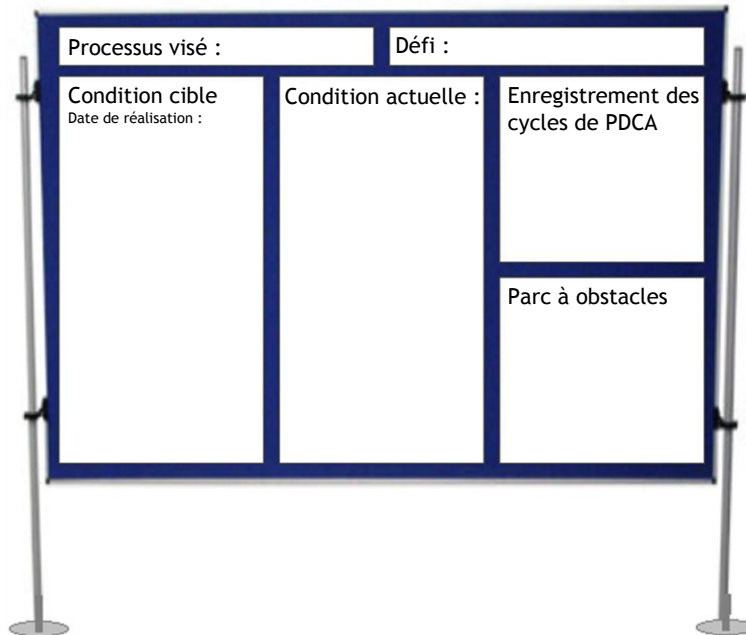 Processus visé :
Défi :
Condition cible
Date de réalisation :
Condition actuelle :
Enregistrement des
cycles de PDCA
Parc à obstacles